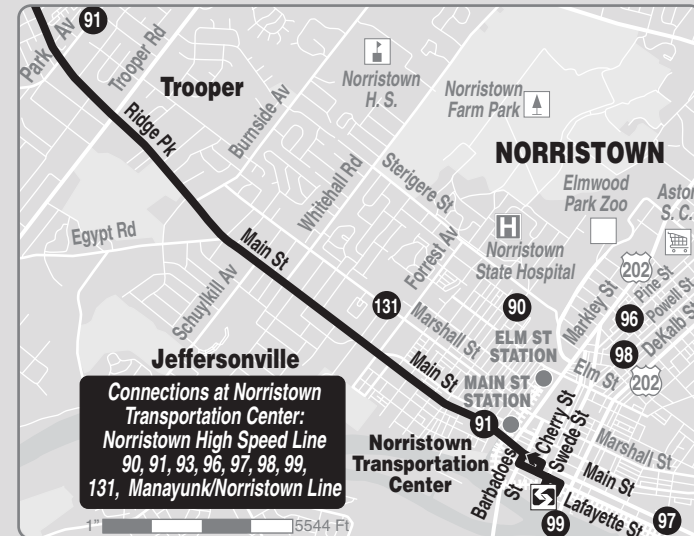 91
Park Av
Trooper Rd
Trooper
Burnside Av
Norristown
H. S.
Norristown
Farm Park
Ridge Pk
NORRISTOWN
Whitehall Rd
Sterigere St
Elmwood
Park Zoo
Aston
S. C.
H
Norristown
State Hospital
Egypt Rd
Main St
Forrest Av
Schuylkill Av
202
Markey St
Pine St
Powell St
DeKalb St
131
90
96
98
Marshall St
ELM ST
STATION
Elm St
202
Jeffersonville
Main St
MAIN ST
STATION
Connections at Norristown
Transportation Center:
Norristown High Speed Line
90, 91, 93, 96, 97, 98, 99,
131, Manayunk/Norristown Line
91
Cherry St
Swede St
Marshall St
Norristown
Transportation
Center
Barbadoes
St
Main St
Lafayette St
99
97
1"
5544 Ft